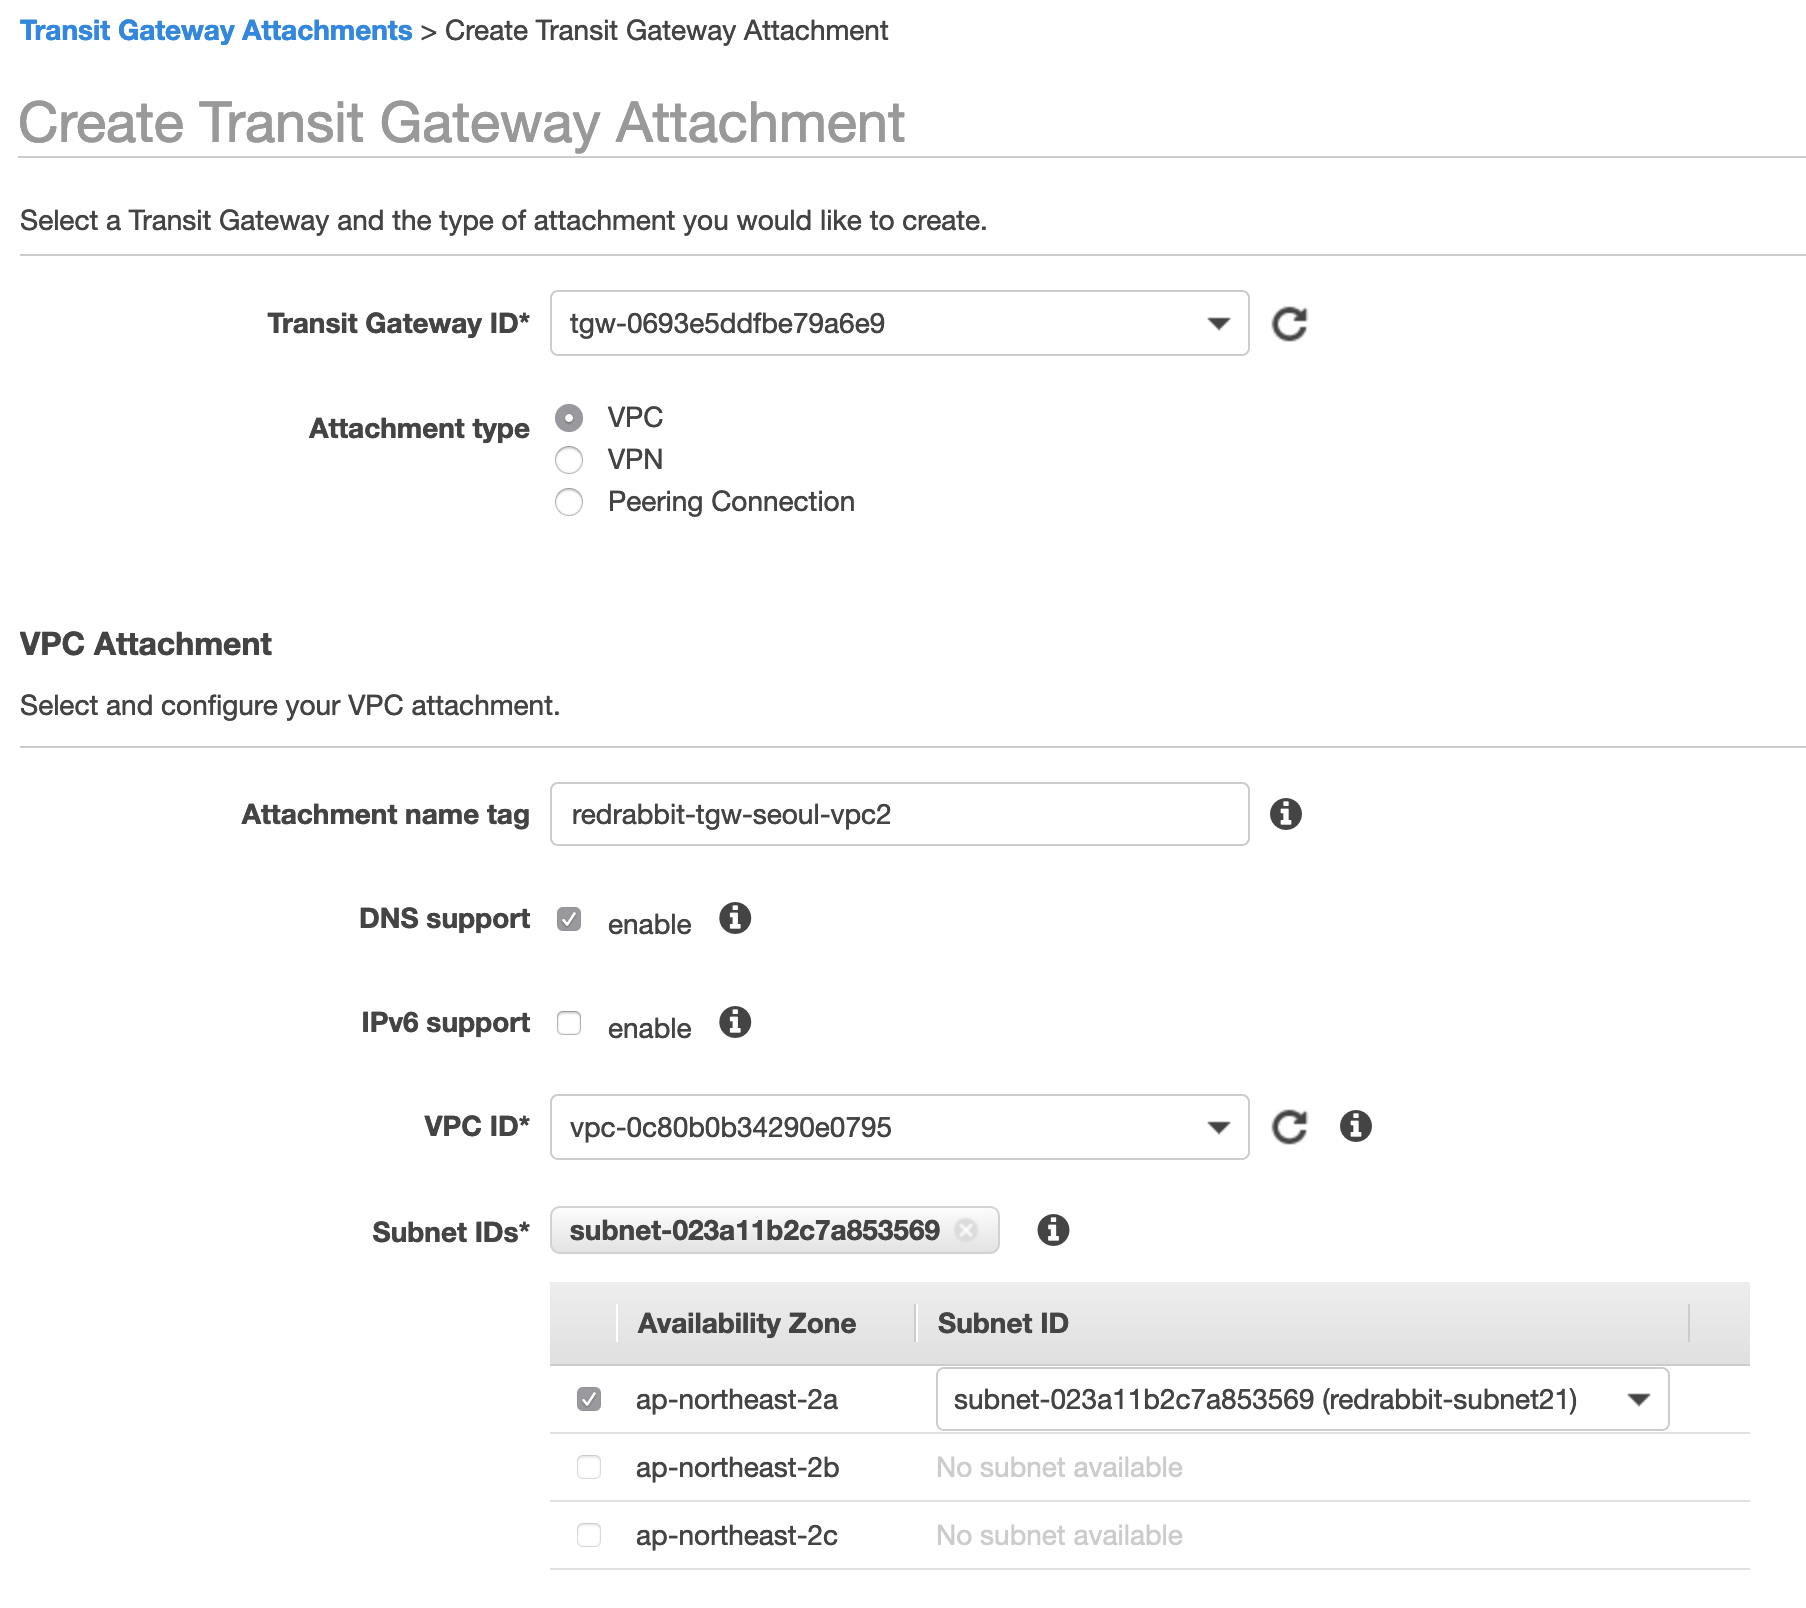 Transit Gateway Attachments > Create Transit Gateway Attachment
Create Transit Gateway Attachment
Select a Transit Gateway and the type of attachment you would like to create.
Transit Gateway ID* tgw-0693e5ddfbe79a6e9
Attachment type
VPC
VPN
Peering Connection
VPC Attachment
Select and configure your VPC attachment.
Attachment name tag redrabbit-tgw-seoul-vpc2
DNS support enable
IPv6 support enable
VPC ID* vpc-0c80b0b34290e0795
Subnet IDs* subnet-023a11b2c7a853569
Availability Zone Subnet ID
ap-northeast-2a subnet-023a11b2c7a853569 (redrabbit-subnet21)
ap-northeast-2b No subnet available
ap-northeast-2c No subnet available